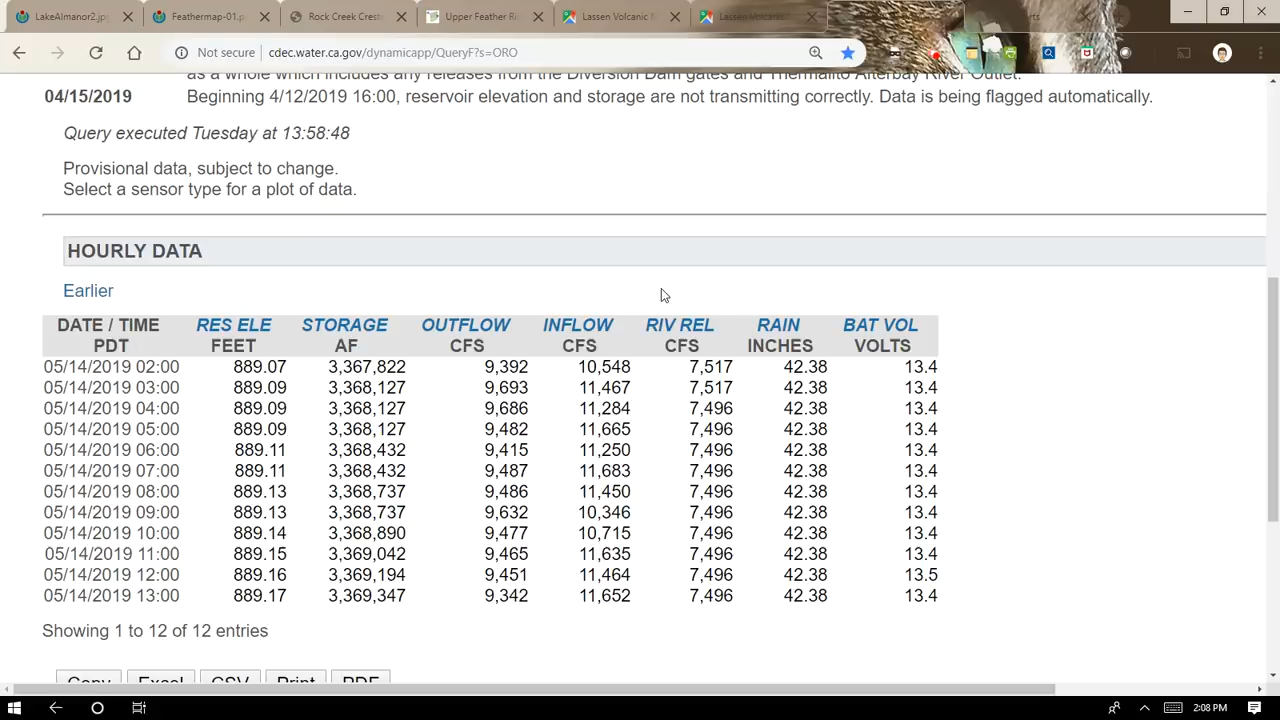 LakeAlmanor2.jpg
Feathermap-01.p
Rock Creek Crest
Upper Feather Ri
Lassen Volcanic N
Lassen Volcanic
Not secure
cdec.water.ca.gov/dynamicapp/QueryF?s=ORO
as a whole which includes any releases from the Diversion Dam gates and Thermalito Afterbay River Outlet.
04/15/2019 Beginning 4/12/2019 16:00, reservoir elevation and storage are not transmitting correctly. Data is being flagged automatically.
Query executed Tuesday at 13:58:48
Provisional data, subject to change.
Select a sensor type for a plot of data.
HOURLY DATA
Earlier
DATE / TIME RES ELE STORAGE OUTFLOW INFLOW RIV REL RAIN BAT VOL
PDT FEET AF CFS CFS CFS INCHES VOLTS
05/14/2019 02:00 889.07 3,367,822 9,392 10,548 7,517 42.38 13.4
05/14/2019 03:00 889.09 3,368,127 9,693 11,467 7,517 42.38 13.4
05/14/2019 04:00 889.09 3,368,127 9,686 11,284 7,496 42.38 13.4
05/14/2019 05:00 889.09 3,368,127 9,482 11,665 7,496 42.38 13.4
05/14/2019 06:00 889.11 3,368,432 9,415 11,250 7,496 42.38 13.4
05/14/2019 07:00 889.11 3,368,432 9,487 11,683 7,496 42.38 13.4
05/14/2019 08:00 889.13 3,368,737 9,486 11,450 7,496 42.38 13.4
05/14/2019 09:00 889.13 3,368,737 9,632 10,346 7,496 42.38 13.4
05/14/2019 10:00 889.14 3,368,890 9,477 10,715 7,496 42.38 13.4
05/14/2019 11:00 889.15 3,369,042 9,465 11,635 7,496 42.38 13.4
05/14/2019 12:00 889.16 3,369,194 9,451 11,464 7,496 42.38 13.5
05/14/2019 13:00 889.17 3,369,347 9,342 11,652 7,496 42.38 13.4
Showing 1 to 12 of 12 entries
Copy Excel CSV Print PDF
2:08 PM